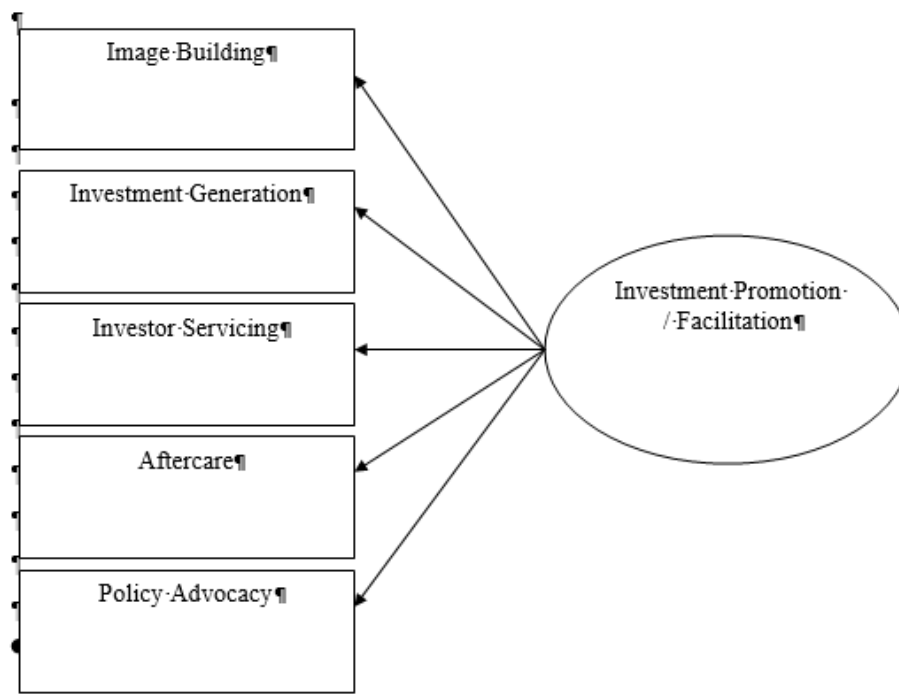 Image·Building¶
Investment·Generation¶
Investor·Servicing¶
Aftercare¶
Policy·Advocacy¶
Investment·Promotion·
/·Facilitation¶